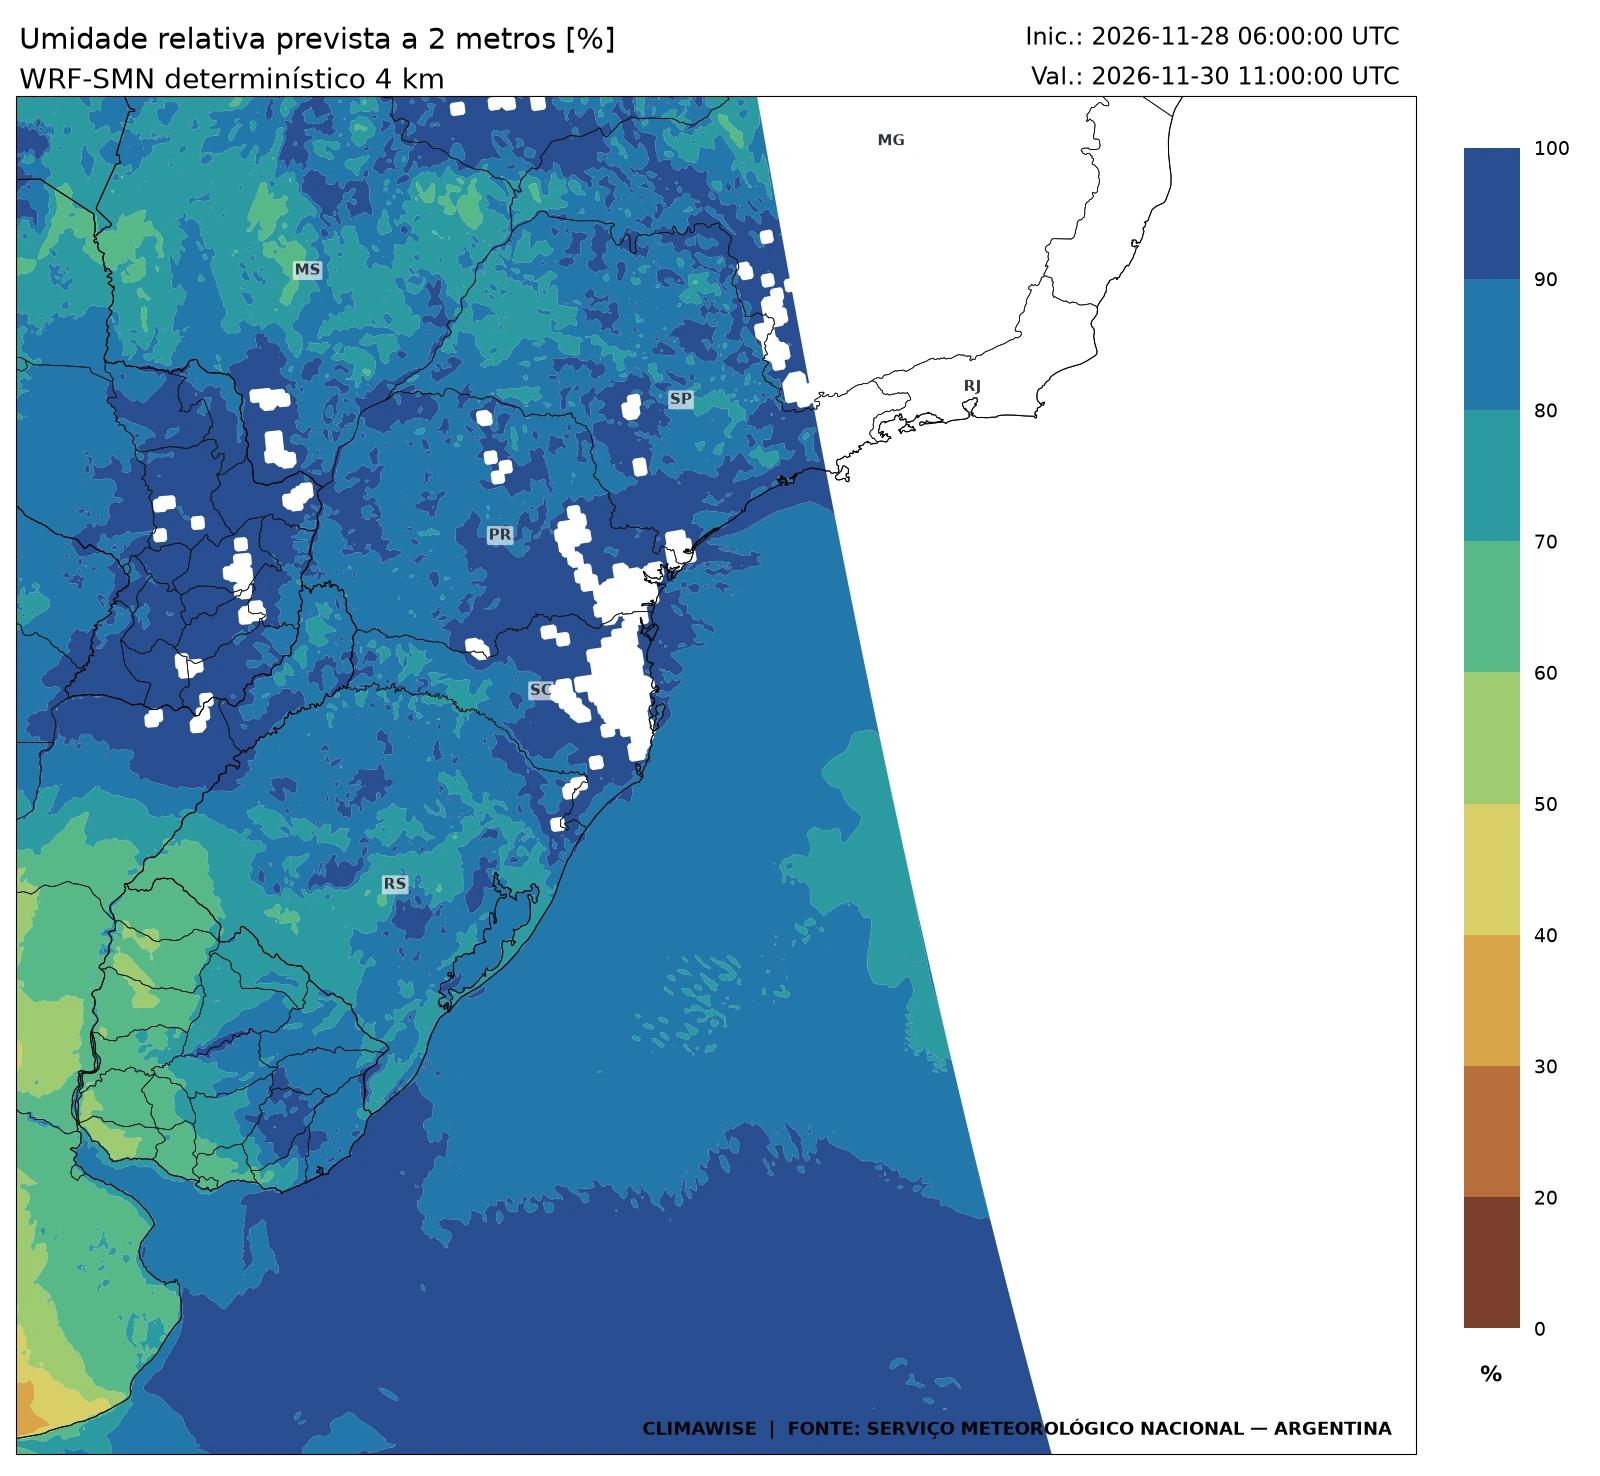 Umidade relativa prevista a 2 metros [%]
WRF-SMN determinístico 4 km
Inic.: 2026-11-28 06:00:00 UTC
Val.: 2026-11-30 11:00:00 UTC
MG
MS
RJ
SP
PR
SC
RS
100
90
80
70
60
50
40
30
20
0
%
CLIMAWISE | FONTE: SERVIÇO METEOROLÓGICO NACIONAL — ARGENTINA